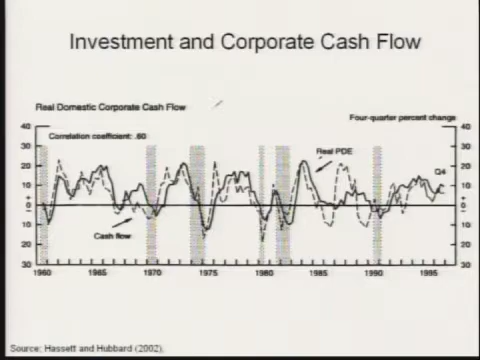 Investment and Corporate Cash Flow
Real Domestic Corporate Cash Flow
Four-quarter percent change
40 40
Correlation coefficient: .60
30 Real PDE 30
20 20
Q4
10 10
+ +
0 0
- -
10 Cash flow 10
20 20
30 30
1960 1965 1970 1975 1980 1985 1990 1995
Source: Hassett and Hubbard (2002).